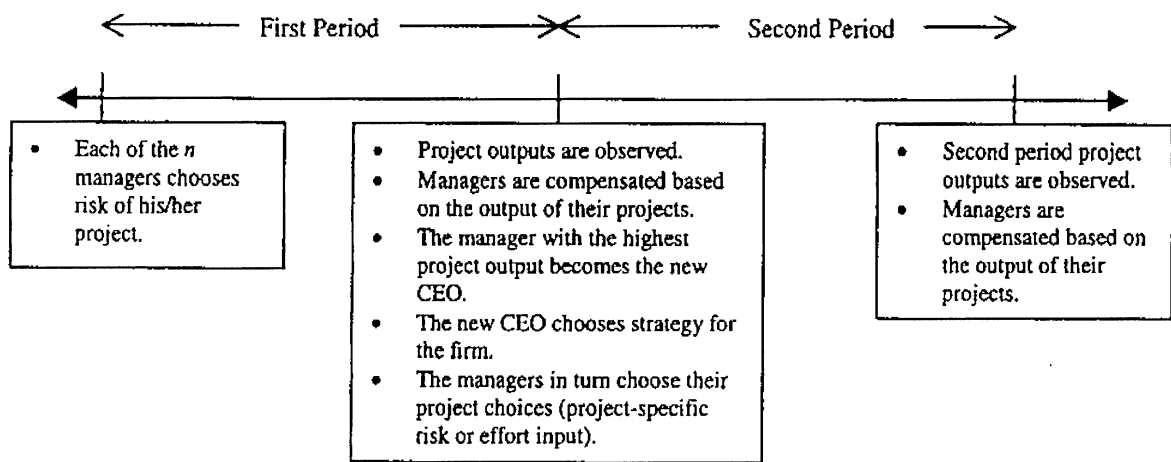 First Period
Second Period
• Each of the n
managers chooses
risk of his/her
project.
• Project outputs are observed.
• Managers are compensated based
on the output of their projects.
• The manager with the highest
project output becomes the new
CEO.
• The new CEO chooses strategy for
the firm.
• The managers in turn choose their
project choices (project-specific
risk or effort input).
• Second period project
outputs are observed.
• Managers are
compensated based on
the output of their
projects.